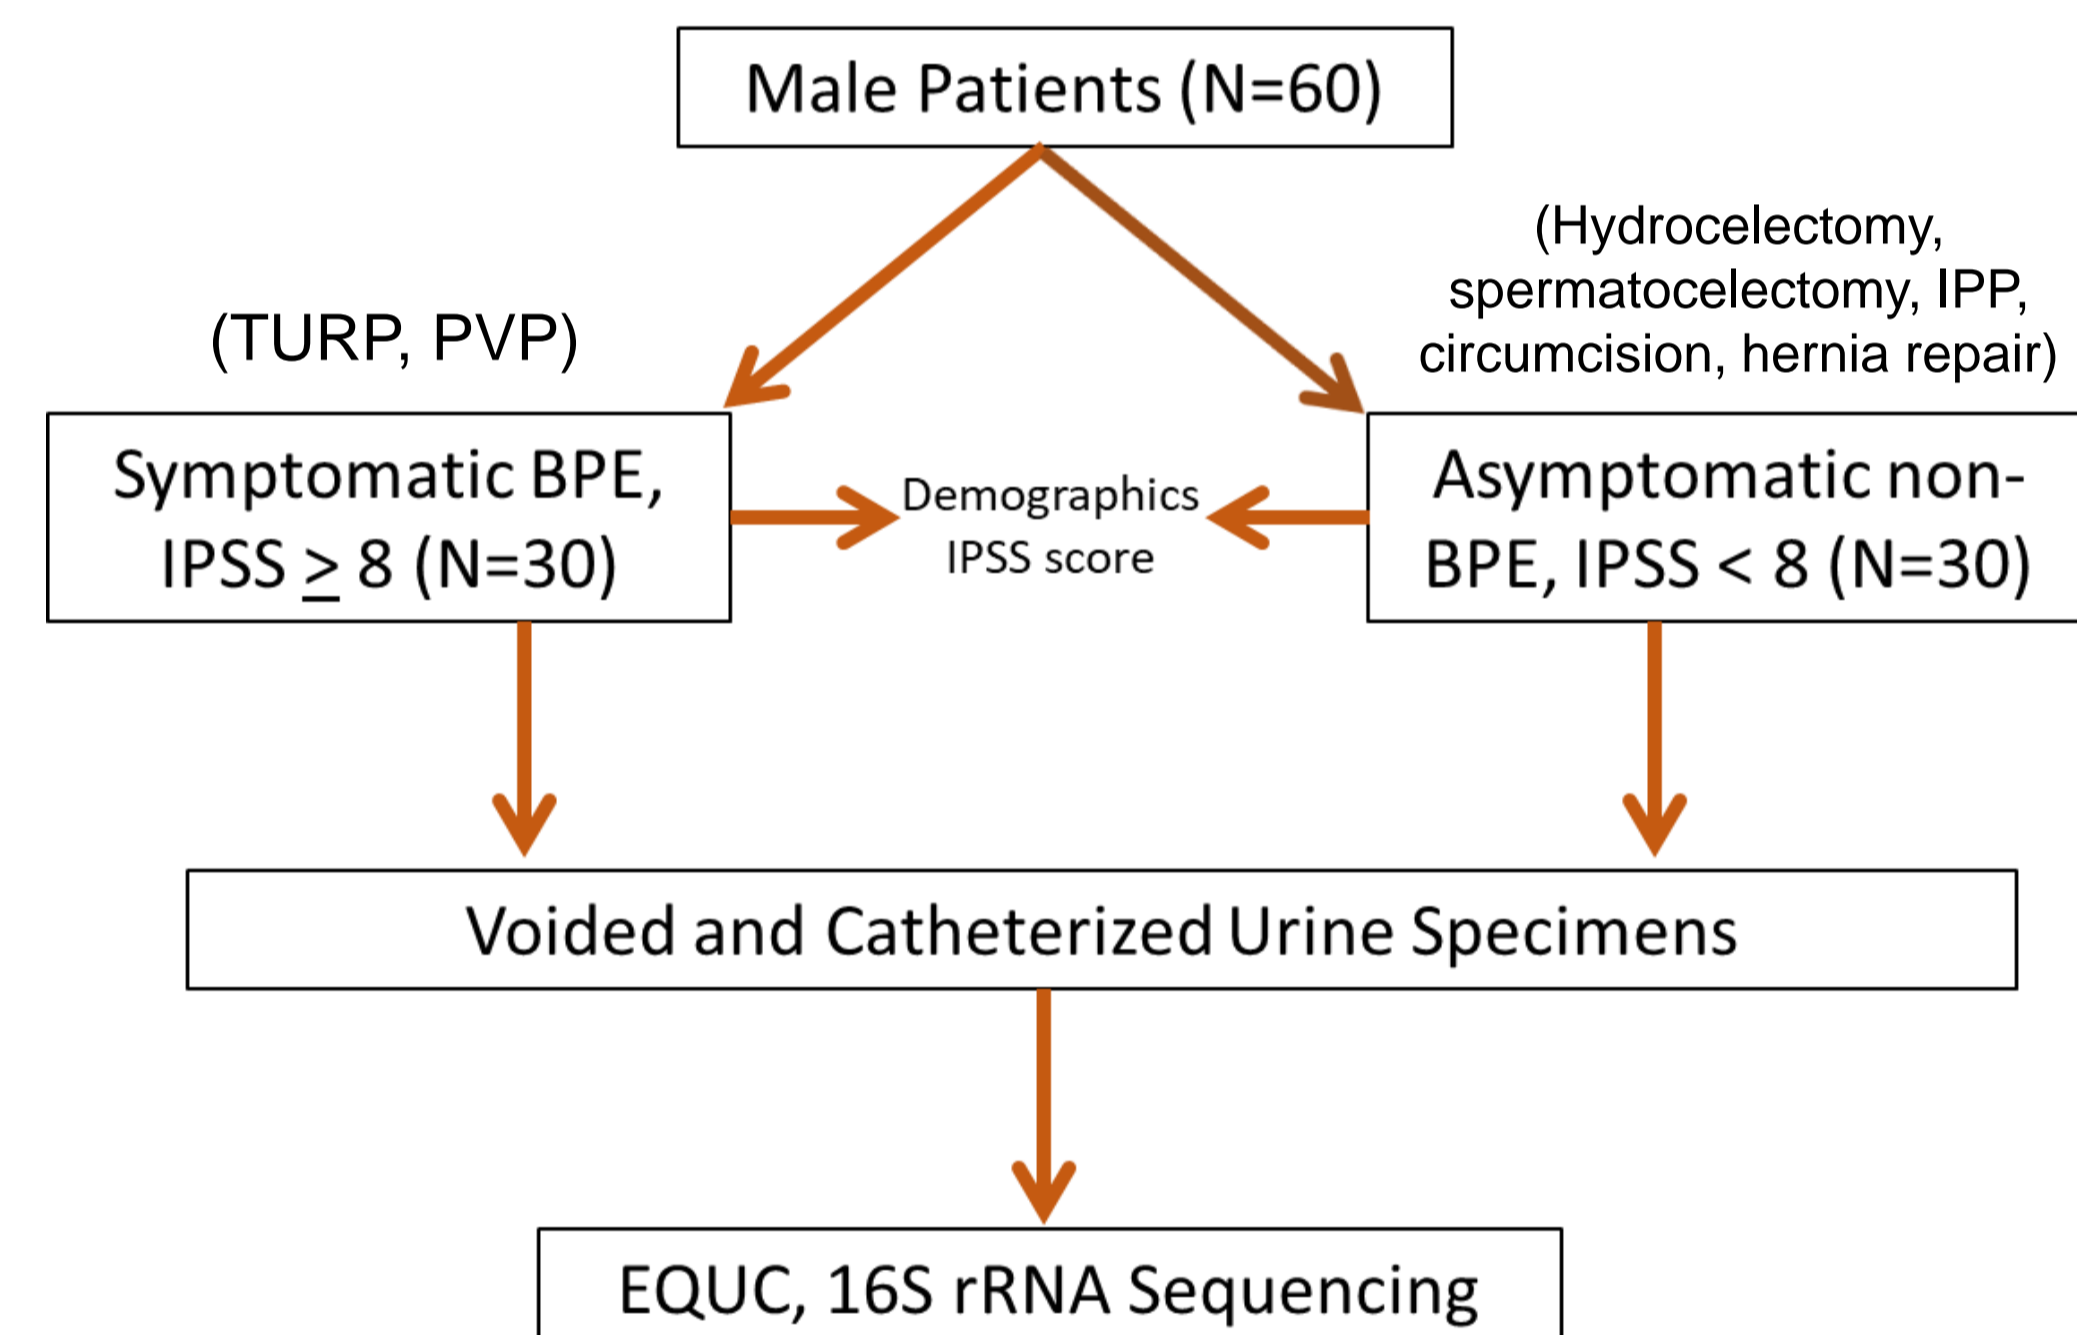 Male Patients (N=60)
(Hydrocelectomy,
spermatocelectomy, IPP,
circumcision, hernia repair)
(TURP, PVP)
Symptomatic BPE,
IPSS ≥ 8 (N=30)
Demographics
IPSS score
Asymptomatic non-
BPE, IPSS < 8 (N=30)
Voided and Catheterized Urine Specimens
EQUC, 16S rRNA Sequencing